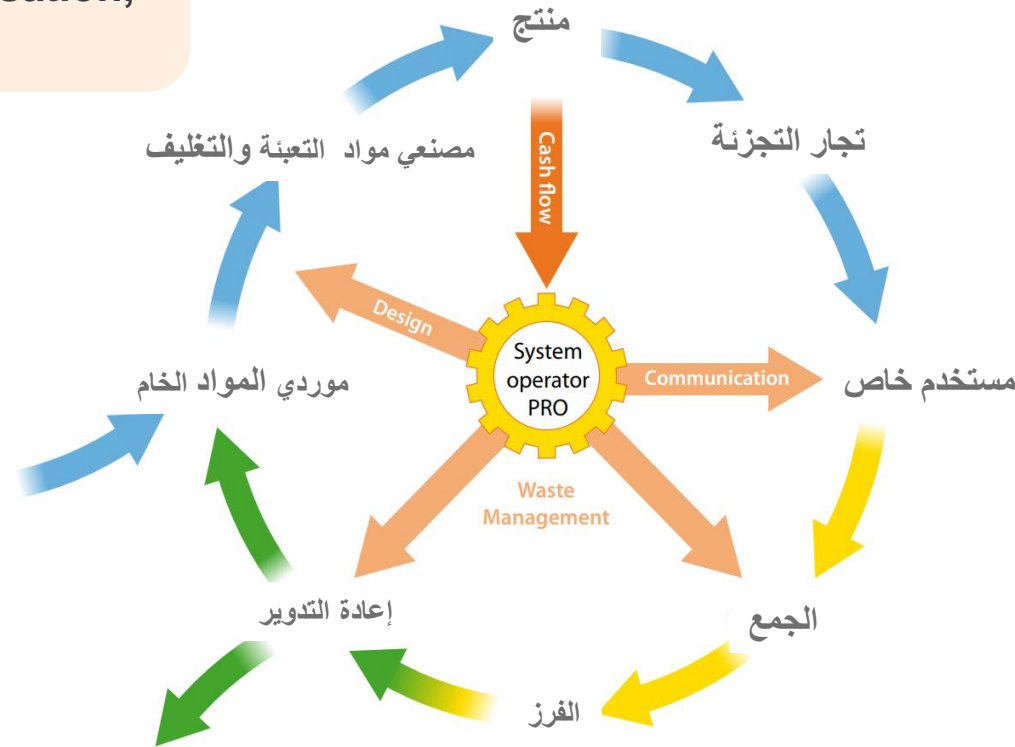 منتج
تجار التجزئة
مصنعي مواد التعبئة والتغليف
Cash flow
Design
System
operator
PRO
Communication
مستخدم خاص
موردي المواد الخام
Waste
Management
إعادة التدوير
الجمع
الفرز